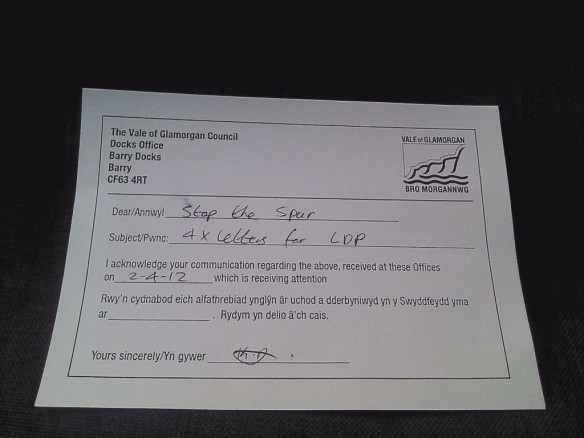 The Vale of Glamorgan Council
Docks Office
Barry Docks
Barry
CF63 4RT
VALE of GLAMORGAN
BRO MORGANNWG
Dear/Annwyl Stop the Spur
Subject/Pwnc: 4 x letters for LDP
I acknowledge your communication regarding the above, received at these Offices
on 2-4-12 which is receiving attention
Rwy'n cydnabod eich alfathrebiad ynglŷn âr uchod a dderbyniwyd yn y Swyddfeydd yma
ar . Rydym yn delio â'ch cais.
Yours sincerely/Yn gywer